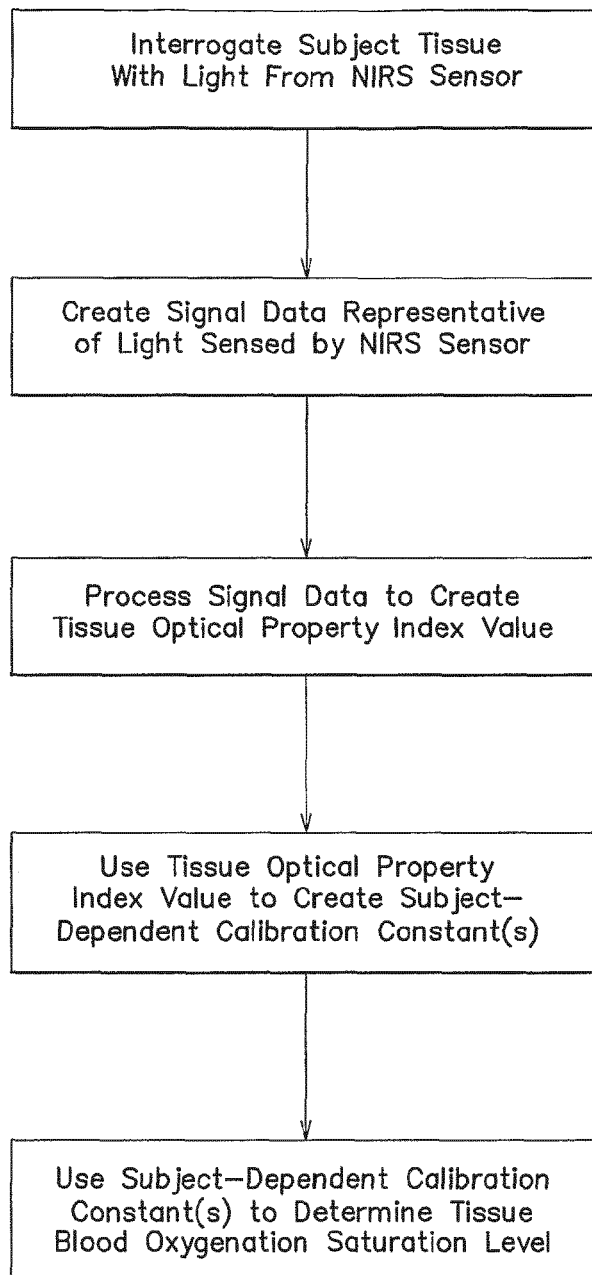 Interrogate Subject Tissue
With Light From NIRS Sensor
Create Signal Data Representative
of Light Sensed by NIRS Sensor
Process Signal Data to Create
Tissue Optical Property Index Value
Use Tissue Optical Property
Index Value to Create Subject-
Dependent Calibration Constant(s)
Use Subject-Dependent Calibration
Constant(s) to Determine Tissue
Blood Oxygenation Saturation Level